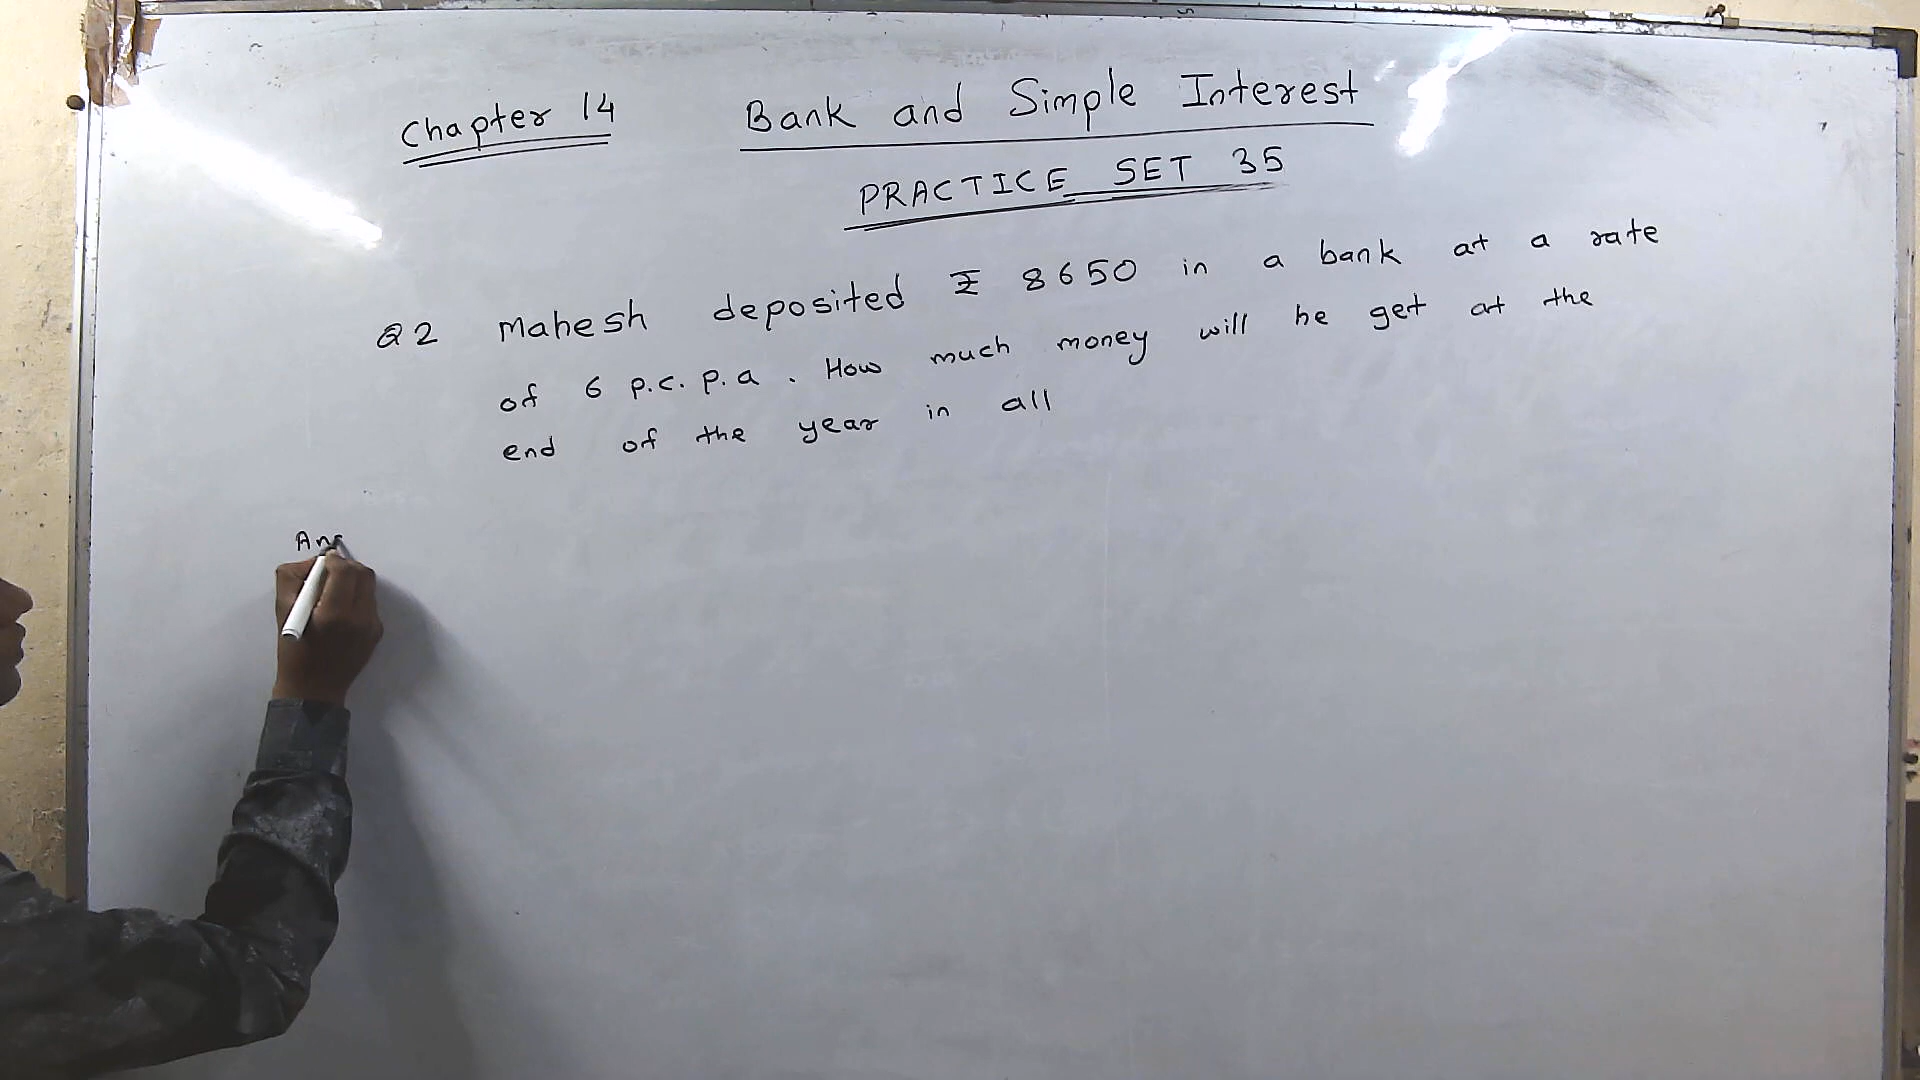 Chapter 14 Bank and Simple Interest
PRACTICE SET 35
Q2 Mahesh deposited ₹ 8650 in a bank at a rate
of 6 p.c. p.a. How much money will he get at the
end of the year in all
Ans